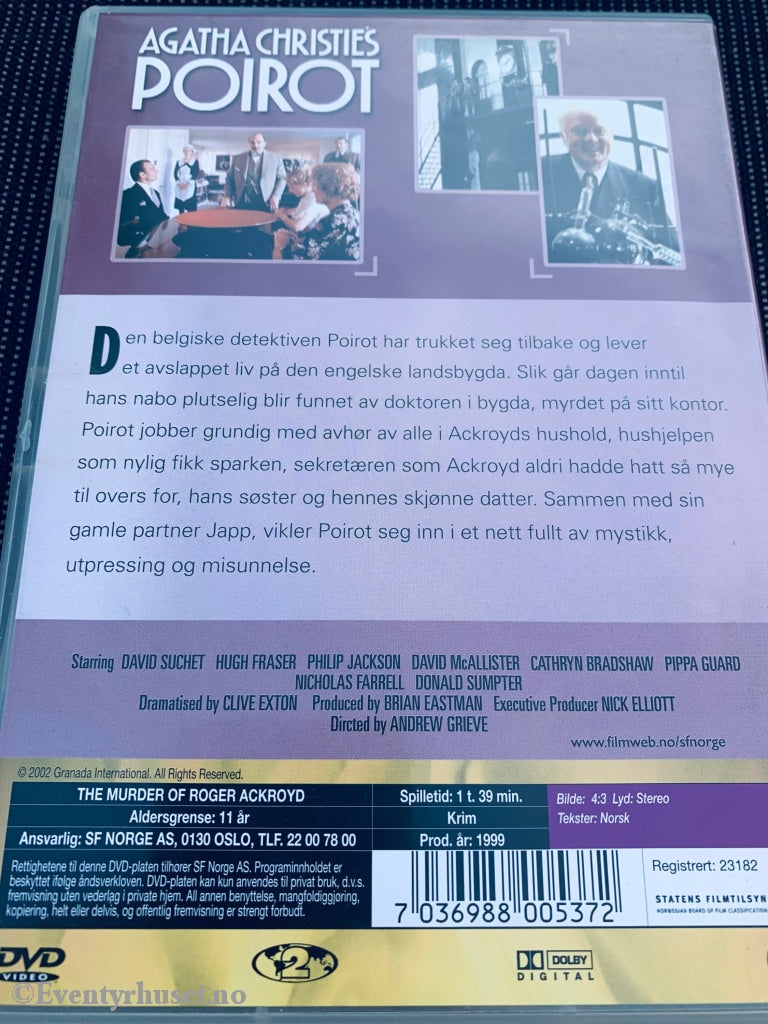 AGATHA CHRISTIE'S
POIROT
Den belgiske detektiven Poirot har trukket seg tilbake og lever
et avslappet liv på den engelske landsbygda. Slik går dagen inntil
hans nabo plutselig blir funnet av doktoren i bygda, myrdet på sitt kontor.
Poirot jobber grundig med avhør av alle i Ackroyds hushold, hushjelpen
som nylig fikk sparken, sekretæren som Ackroyd aldri hadde hatt så mye
til overs for, hans søster og hennes skjønne datter. Sammen med sin
gamle partner Japp, vikler Poirot seg inn i et nett fullt av mystikk,
utpressing og misunnelse.
Starring DAVID SUCHET HUGH FRASER PHILIP JACKSON DAVID McALLISTER CATHRYN BRADSHAW PIPPA GUARD
NICHOLAS FARRELL DONALD SUMPTER
Dramatised by CLIVE EXTON Produced by BRIAN EASTMAN Executive Producer NICK ELLIOTT
Dircted by ANDREW GRIEVE
www.filmweb.no/sfnorge
© 2002 Granada International. All Rights Reserved.
THE MURDER OF ROGER ACKROYD
Aldersgrense: 11 år
Ansvarlig: SF NORGE AS, 0130 OSLO, TLF. 22 00 78 00
Spilletid: 1 t. 39 min.
Krim
Prod. år: 1999
Bilde: 4:3 Lyd: Stereo
Tekster: Norsk
Rettighetene til denne DVD-platen tilhører SF Norge AS. Programinnholdet er
beskyttet ifølge åndsverkloven. DVD-platen kan kun anvendes til privat bruk, d.v.s.
fremvisning uten vederlag i private hjem. All annen benyttelse, mangfoldiggjøring,
kopiering, helt eller delvis, og offentlig fremvisning er strengt forbudt.
7 036988 005372
Registrert: 23182
STATENS FILMTILSYN
NORWEGIAN BOARD OF FILM CLASSIFICATION
DVD
VIDEO
2
DOLBY
DIGITAL
©Eventyrhuset.no